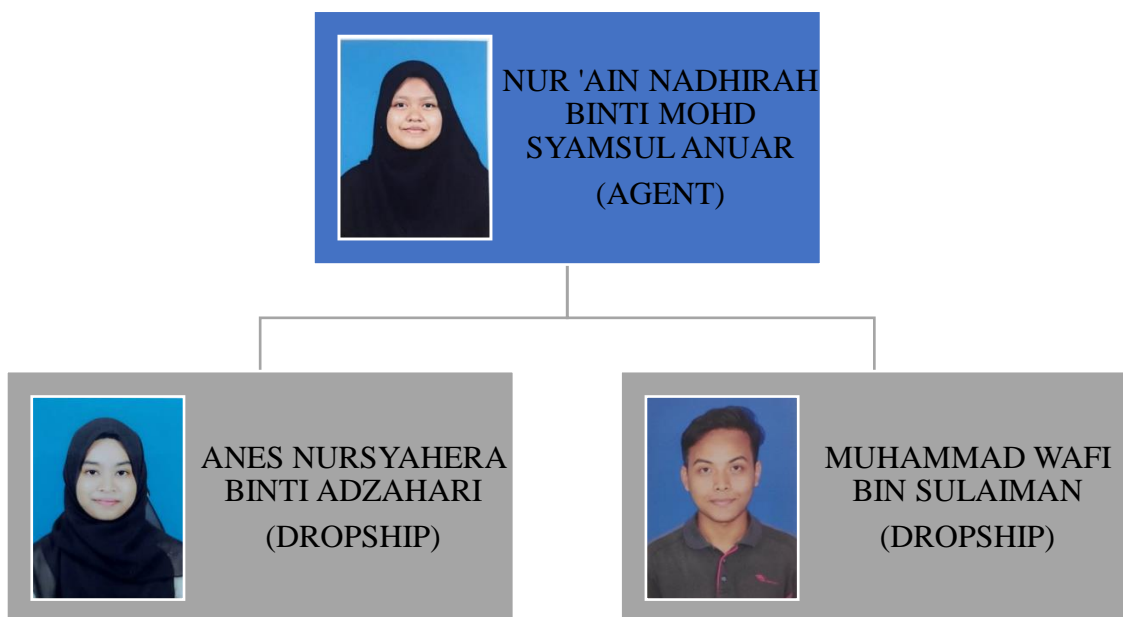 NUR 'AIN NADHIRAH
BINTI MOHD
SYAMSUL ANUAR
(AGENT)
ANES NURSYAHERA
BINTI ADZAHARI
(DROPSHIP)
MUHAMMAD WAFI
BIN SULAIMAN
(DROPSHIP)